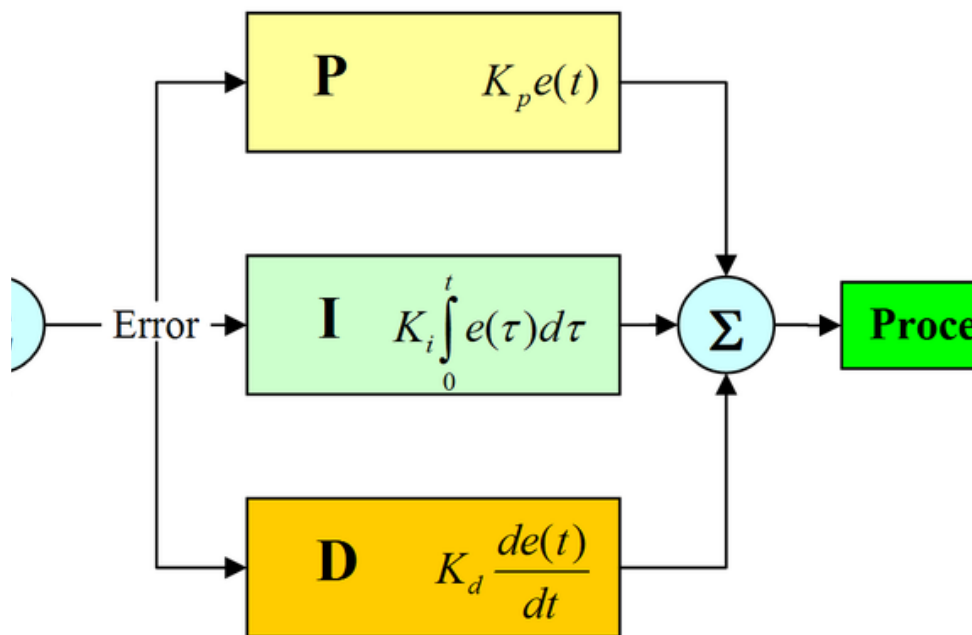 P K_p e(t)
Error
I K_i ∫_0^t e(τ)dτ
Σ
Proce
D K_d de(t)/dt